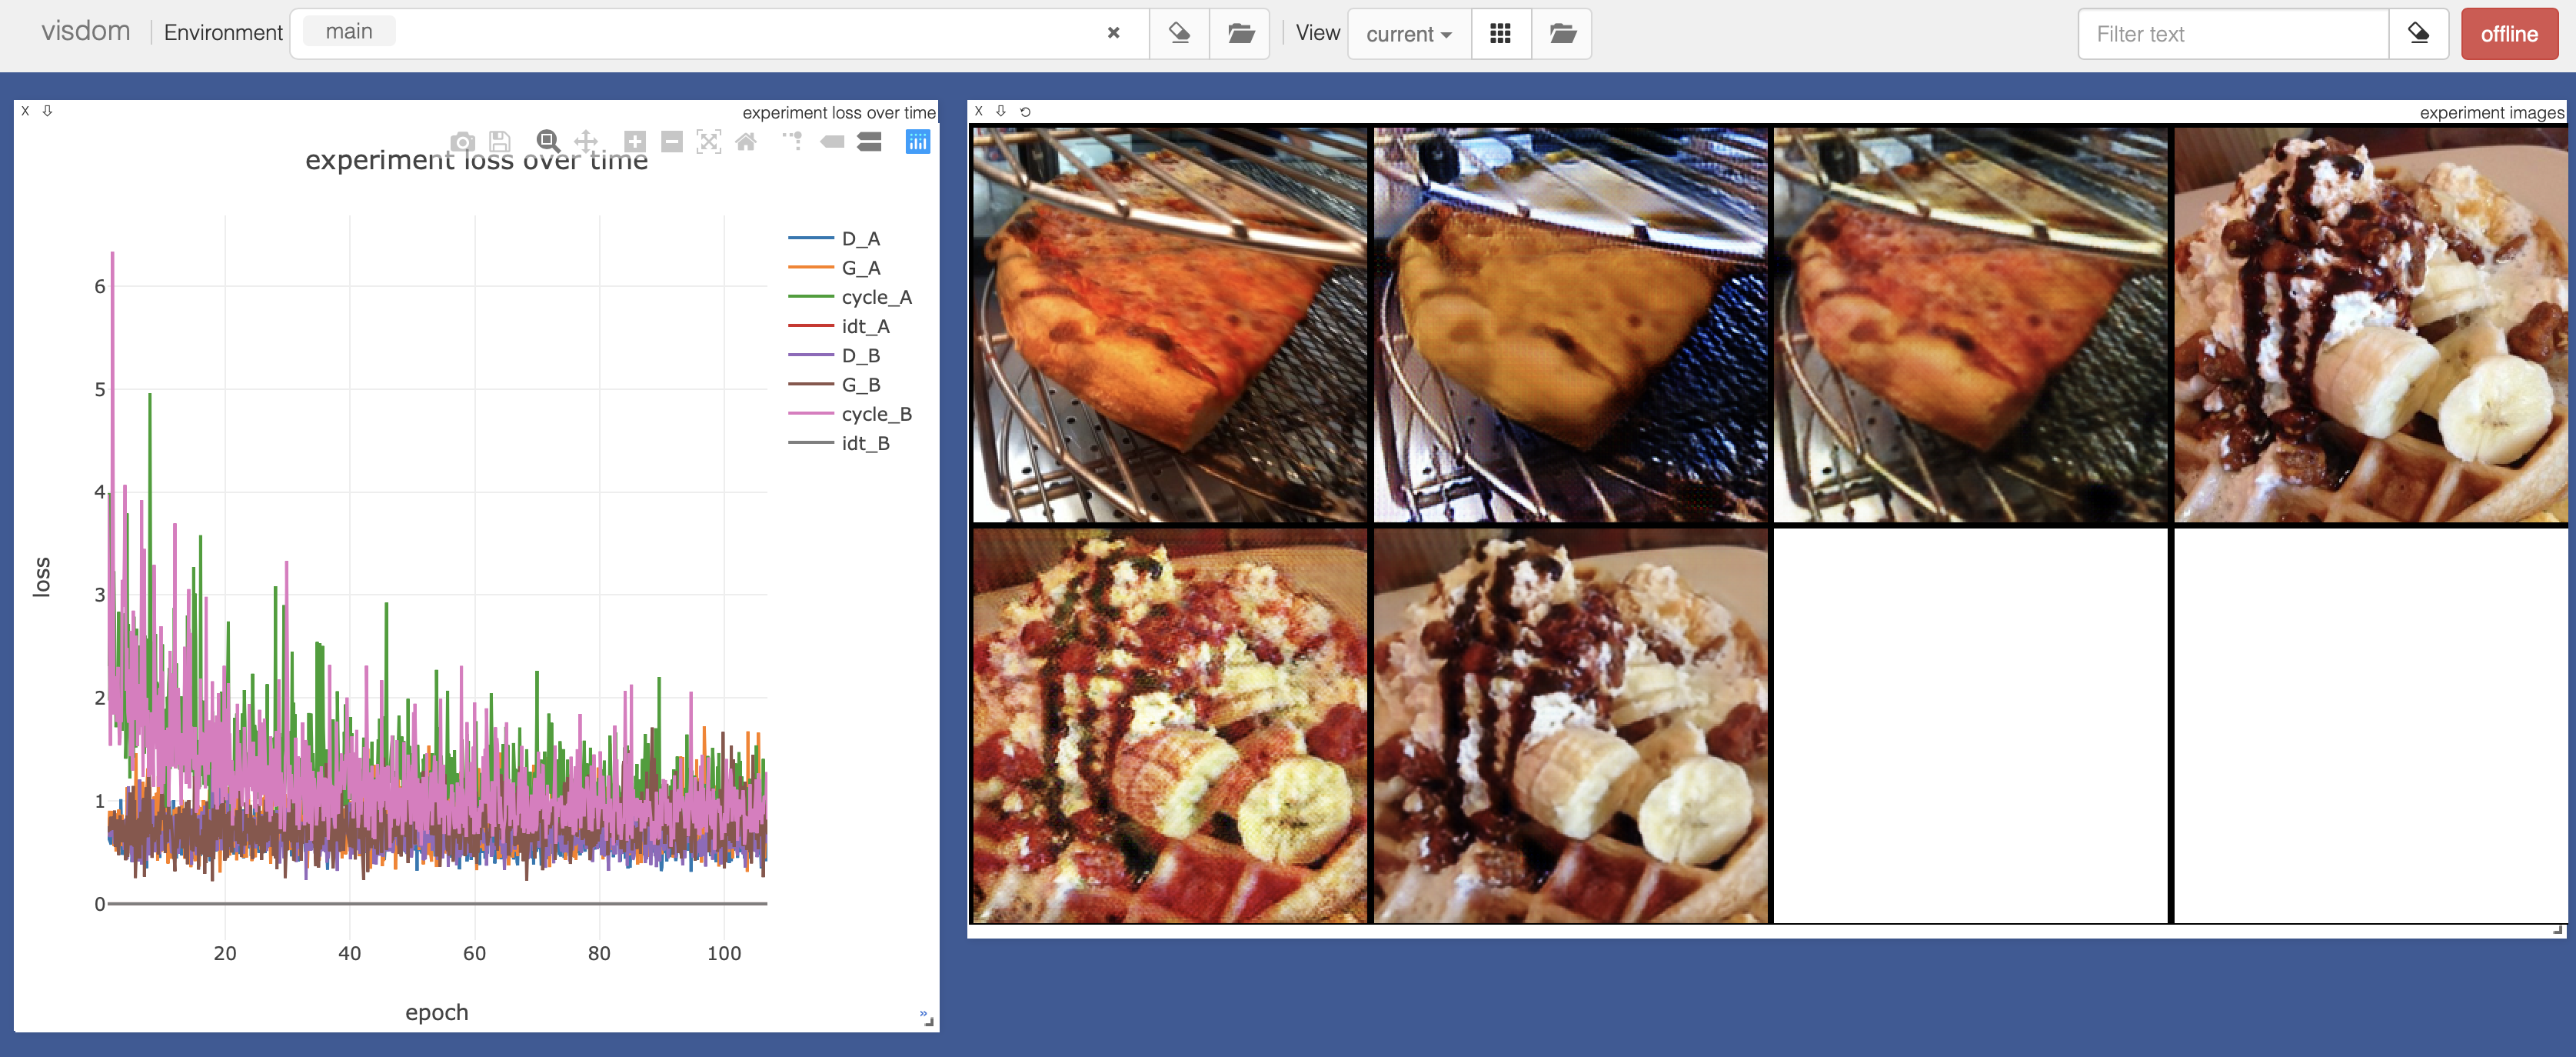 visdom Environment main × View current Filter text offline
X experiment loss over time
experiment loss over time
6
5
4
3
2
1
0
loss
20 40 60 80 100
epoch
D_A
G_A
cycle_A
idt_A
D_B
G_B
cycle_B
idt_B
»
X experiment images